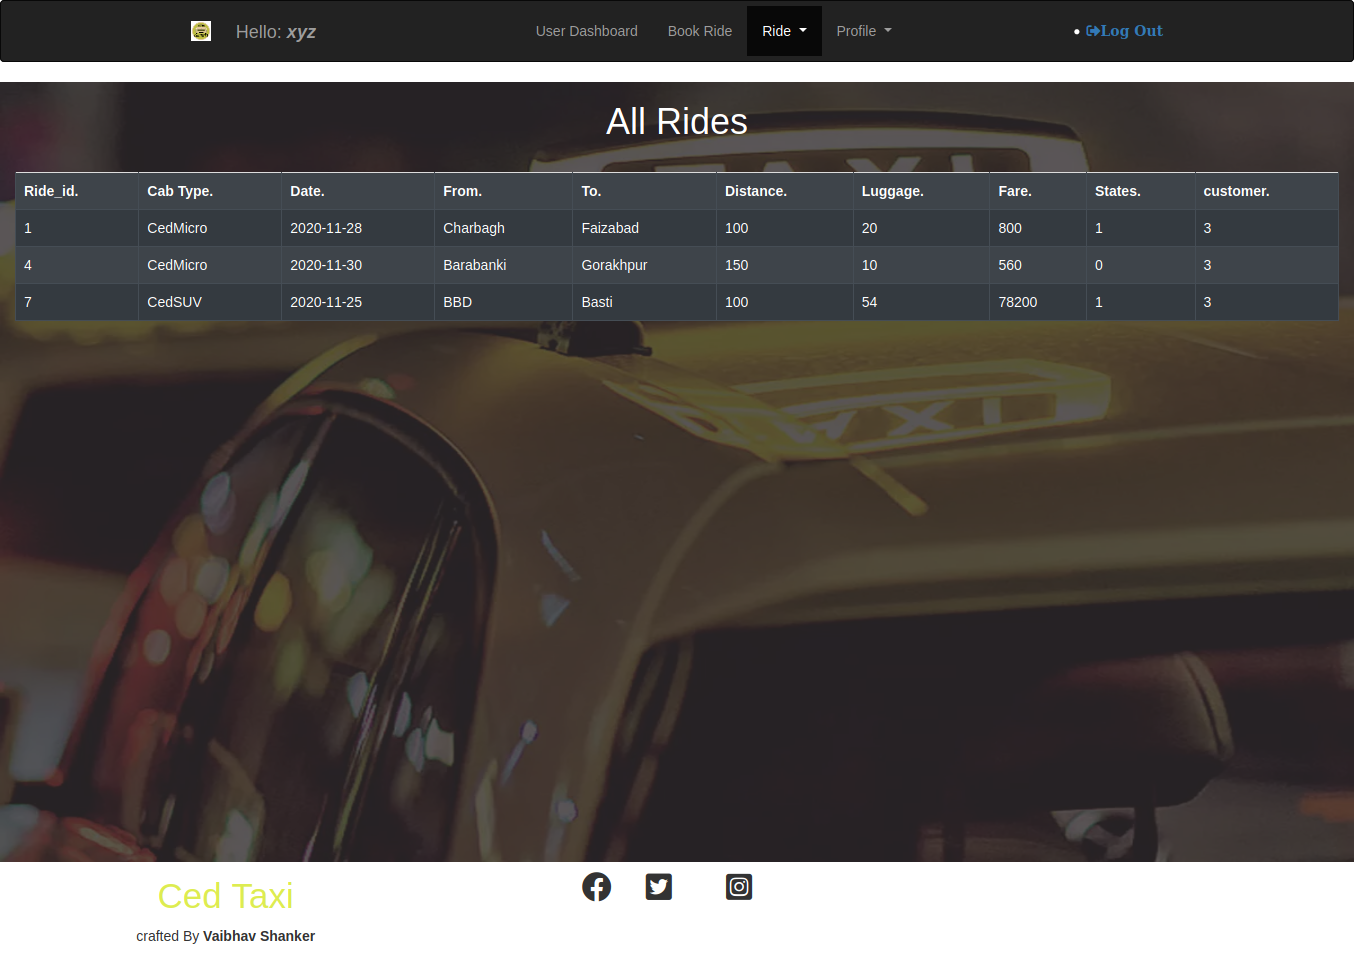 Hello: xyz User Dashboard Book Ride Ride Profile Log Out
All Rides
Ride_id. Cab Type. Date. From. To. Distance. Luggage. Fare. States. customer.
1 CedMicro 2020-11-28 Charbagh Faizabad 100 20 800 1 3
4 CedMicro 2020-11-30 Barabanki Gorakhpur 150 10 560 0 3
7 CedSUV 2020-11-25 BBD Basti 100 54 78200 1 3
Ced Taxi
crafted By Vaibhav Shanker